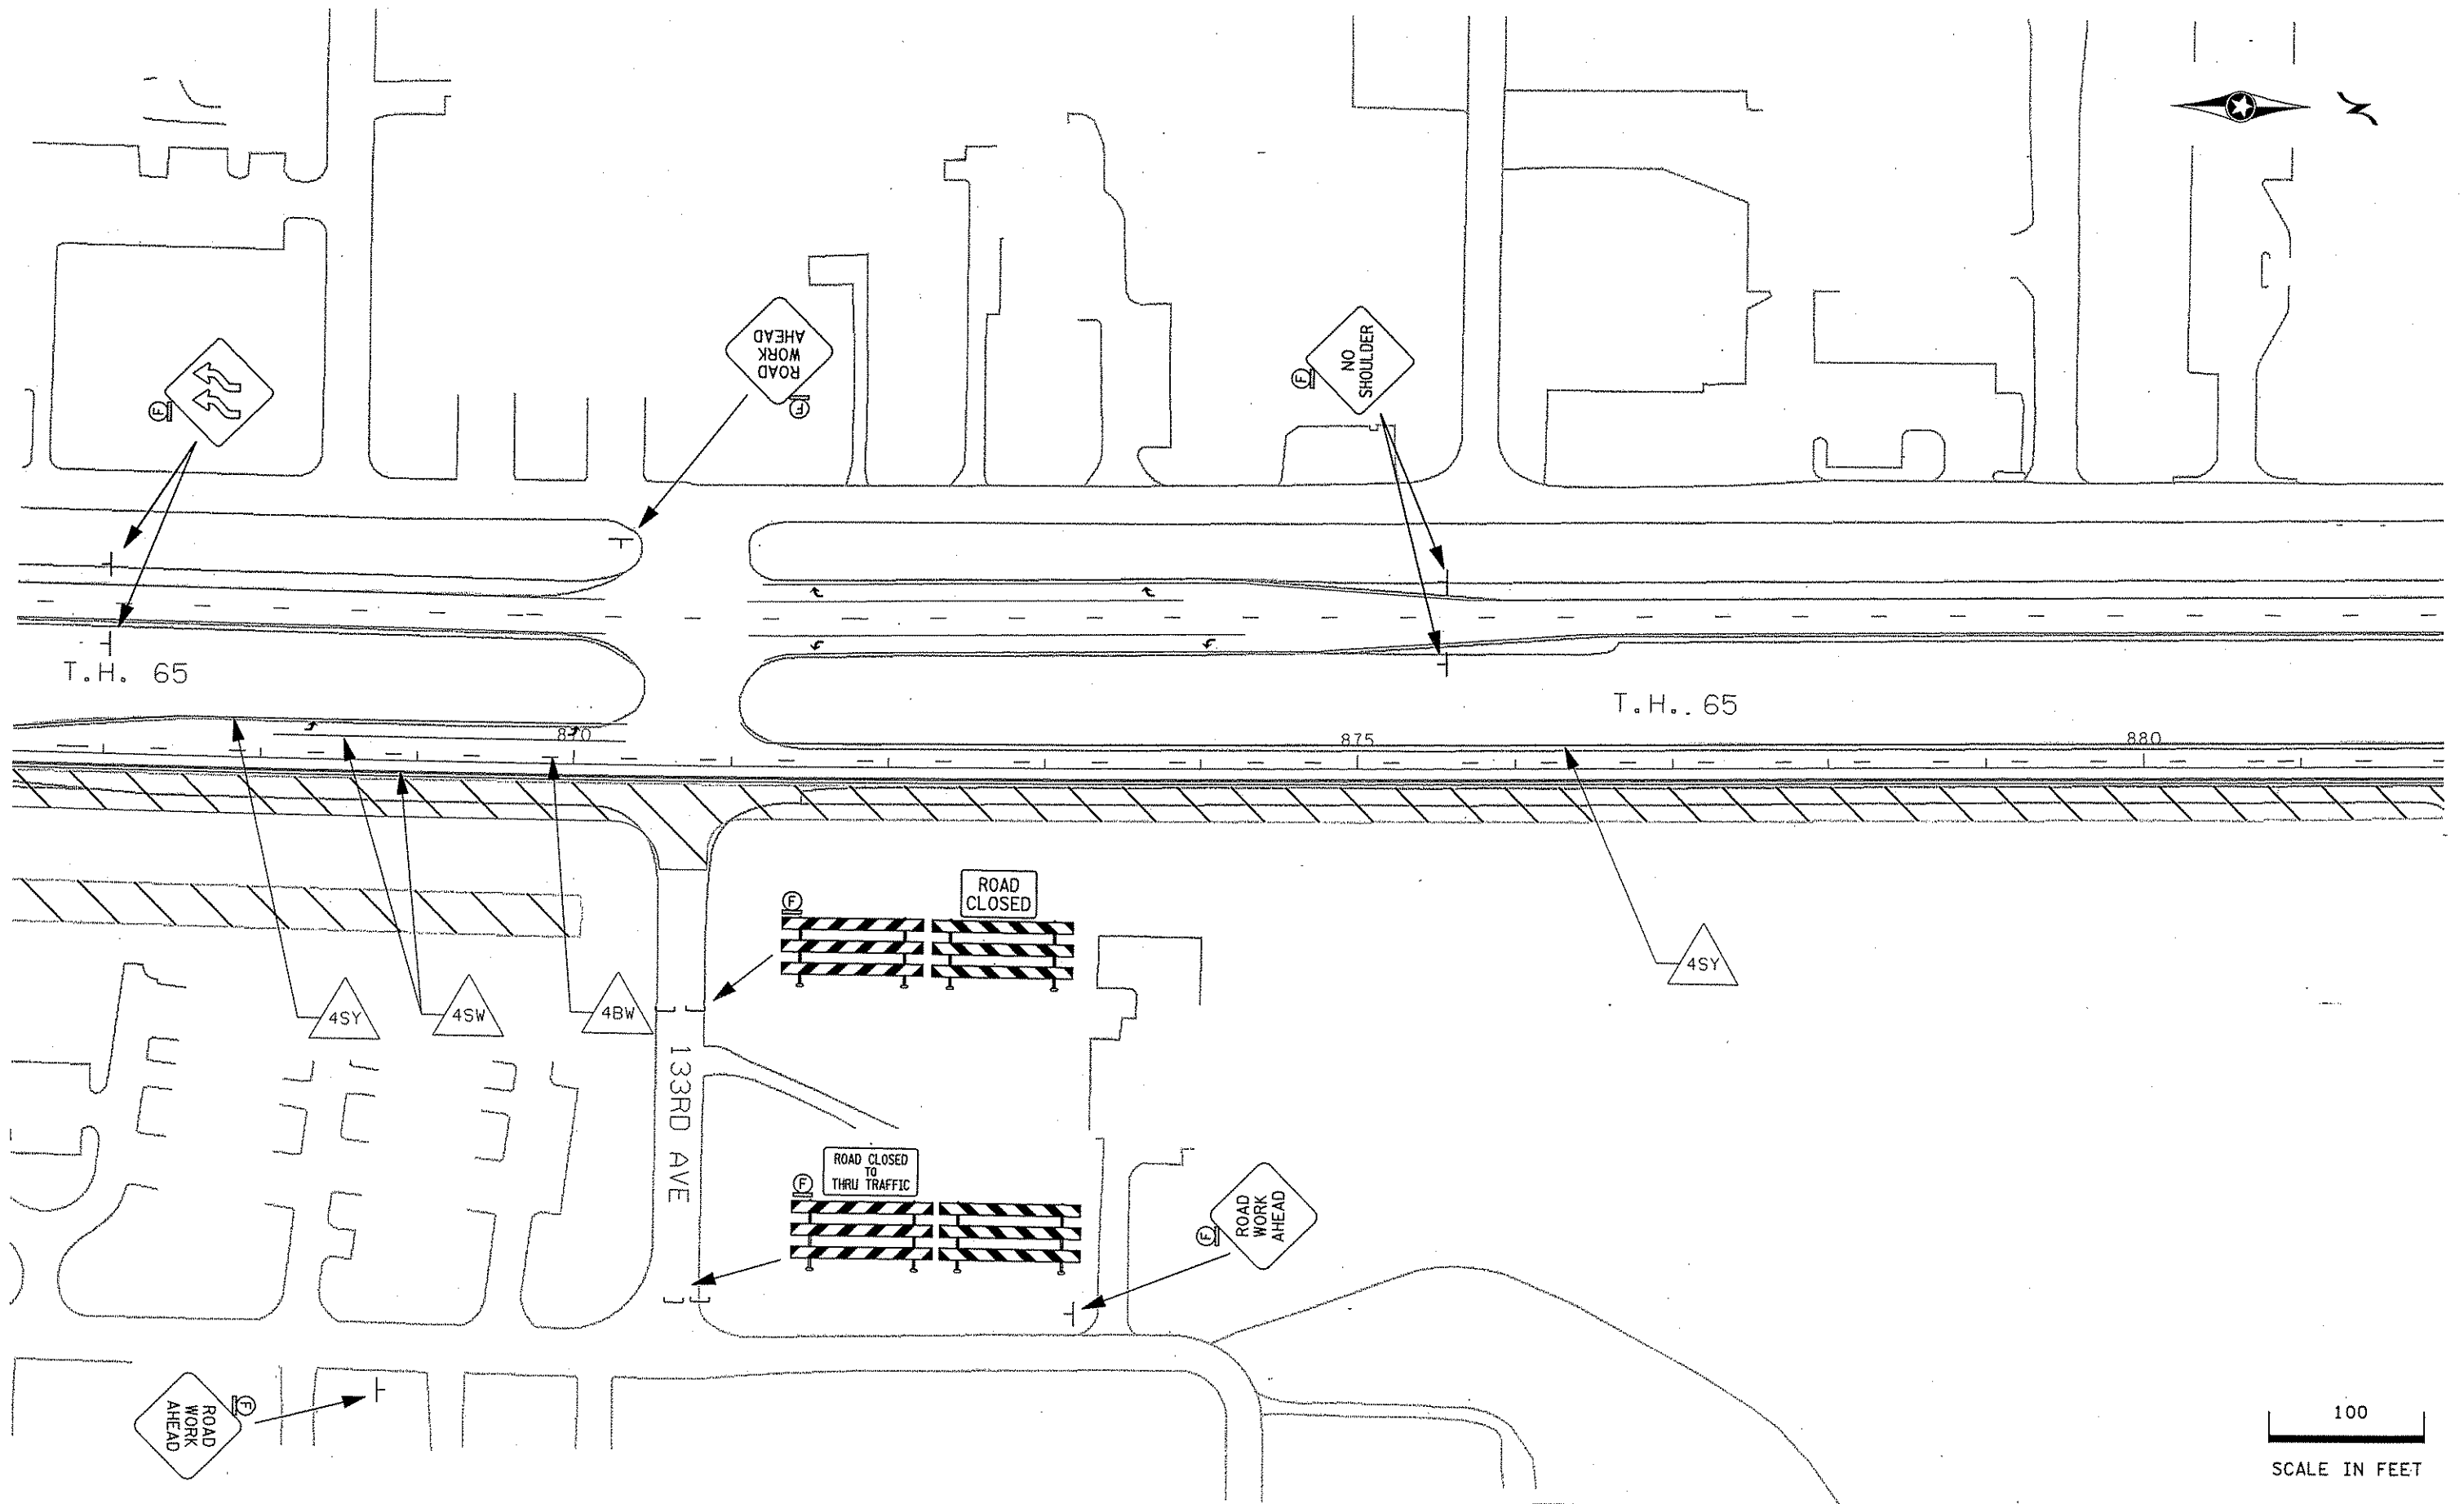 N
ROAD
WORK
AHEAD
F
NO
SHOULDER
F
F
T.H. 65
T.H. 65
870
875
880
ROAD
CLOSED
F
4SY
4SW
4BW
4SY
133RD AVE
ROAD CLOSED
TO
THRU TRAFFIC
F
ROAD
WORK
AHEAD
F
ROAD
WORK
AHEAD
F
100
SCALE IN FEET